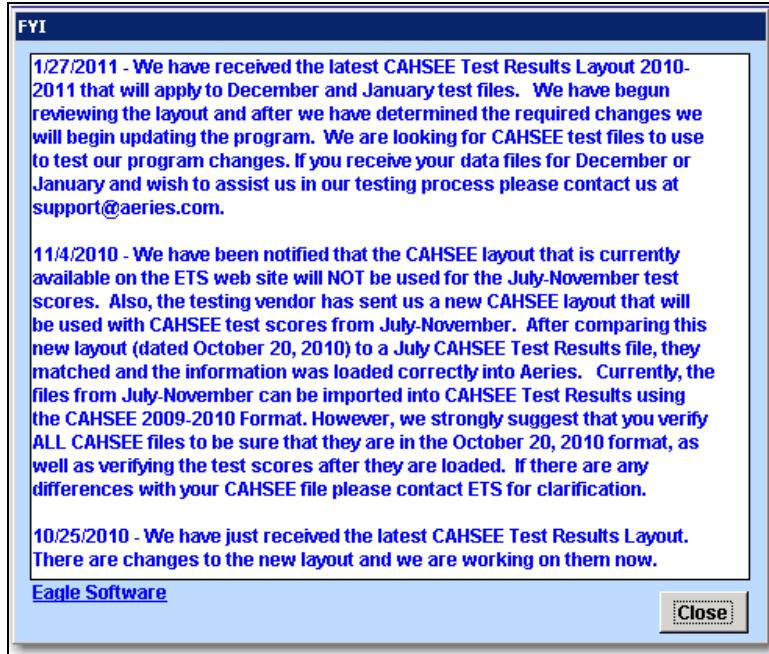 FYI
1/27/2011 - We have received the latest CAHSEE Test Results Layout 2010-
2011 that will apply to December and January test files.   We have begun
reviewing the layout and after we have determined the required changes we
will begin updating the program.  We are looking for CAHSEE test files to use
to test our program changes. If you receive your data files for December or
January and wish to assist us in our testing process please contact us at
support@aeries.com.
11/4/2010 - We have been notified that the CAHSEE layout that is currently
available on the ETS web site will NOT be used for the July-November test
scores.  Also, the testing vendor has sent us a new CAHSEE layout that will
be used with CAHSEE test scores from July-November.  After comparing this
new layout (dated October 20, 2010) to a July CAHSEE Test Results file, they
matched and the information was loaded correctly into Aeries.   Currently, the
files from July-November can be imported into CAHSEE Test Results using
the CAHSEE 2009-2010 Format. However, we strongly suggest that you verify
ALL CAHSEE files to be sure that they are in the October 20, 2010 format, as
well as verifying the test scores after they are loaded.  If there are any
differences with your CAHSEE file please contact ETS for clarification.
10/25/2010 - We have just received the latest CAHSEE Test Results Layout.
There are changes to the new layout and we are working on them now.
Eagle Software
Close